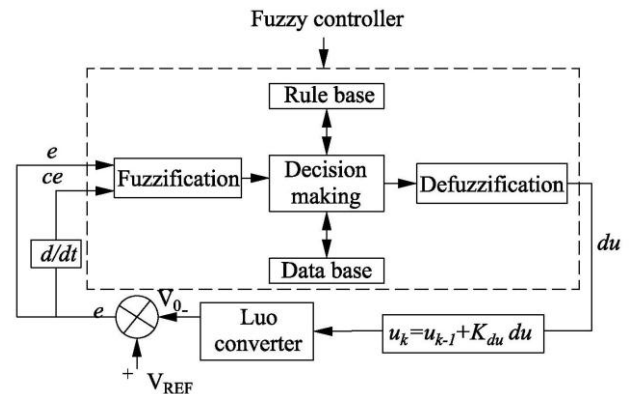 Fuzzy controller
Rule base
e
ce
Fuzzification
Decision
making
Defuzzification
d/dt
Data base
du
e
V0-
Luo
converter
uk=uk-1+Kdu du
+
VREF